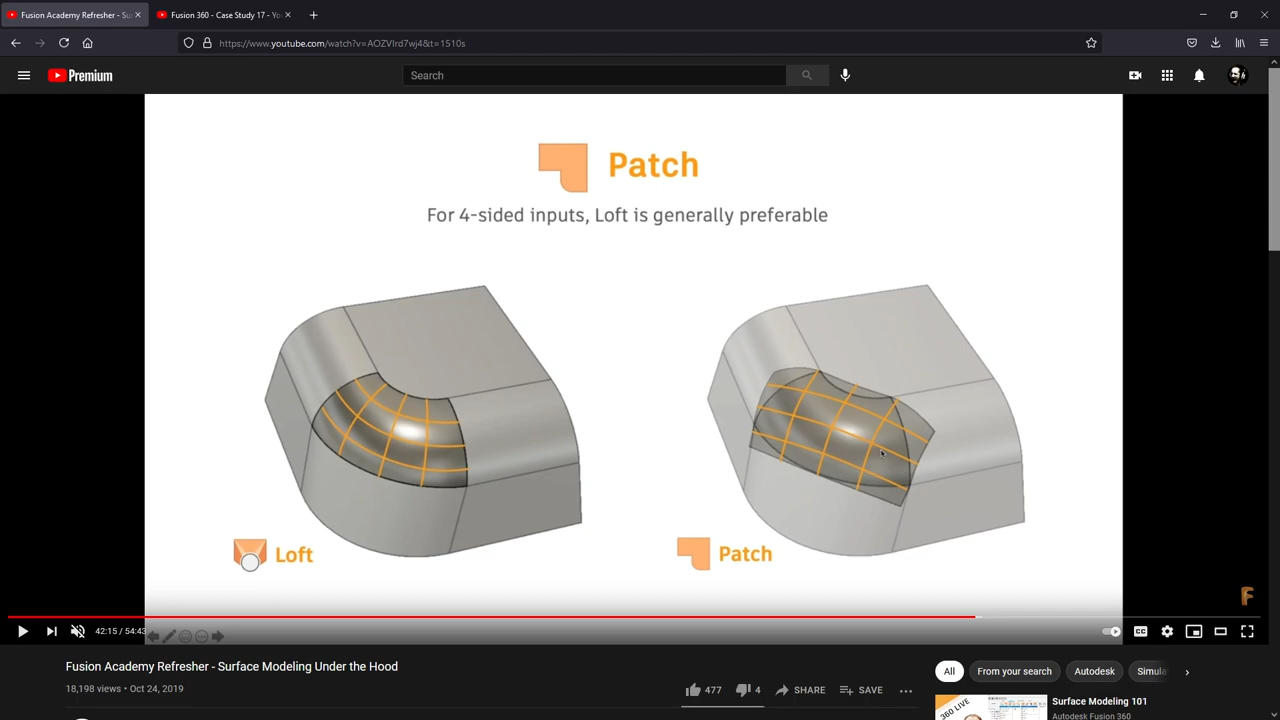 Fusion Academy Refresher - Su
Fusion 360 - Case Study 17 - Yo
https://www.youtube.com/watch?v=AOZVIrd7wj4&t=1510s
Premium
Search
Patch
For 4-sided inputs, Loft is generally preferable
Loft
Patch
F
42:15 / 54:43
CC
Fusion Academy Refresher - Surface Modeling Under the Hood
18,198 views • Oct 24, 2019
477
4
SHARE
SAVE
All
From your search
Autodesk
Simula
360 LIVE
Surface Modeling 101
Autodesk Fusion 360